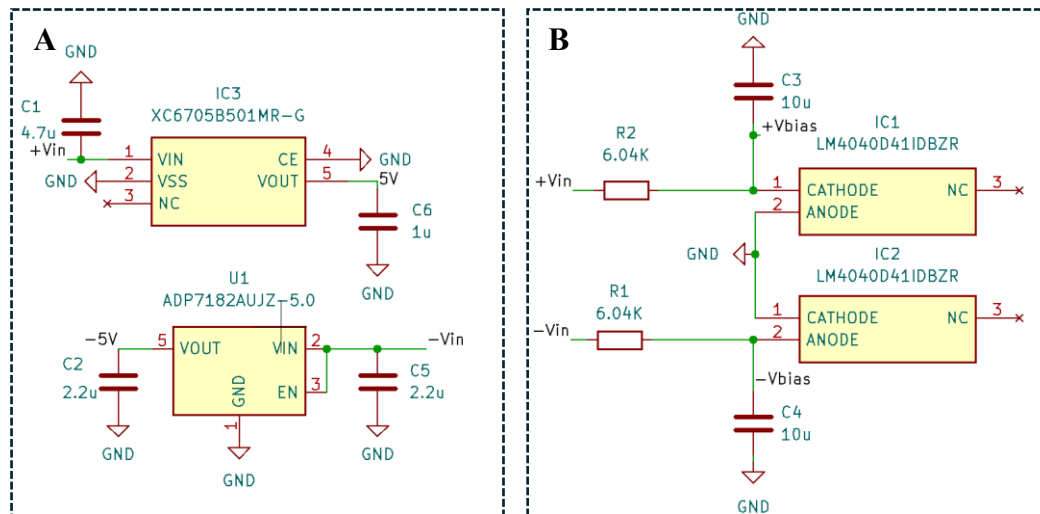 A
GND
C1
4.7u
+Vin
IC3
XC6705B501MR-G
1
VIN
GND
2
VSS
3
NC
CE
4
GND
VOUT
5
5V
C6
1u
GND
U1
ADP7182AUJZ-5.0
-5V
5
VOUT
VIN
2
-Vin
C2
2.2u
EN
3
C5
2.2u
GND
1
GND
GND
GND
B
GND
C3
10u
+Vbias
R2
6.04K
IC1
LM4040D41IDBZR
+Vin
1
CATHODE
NC
3
2
ANODE
GND
IC2
LM4040D41IDBZR
R1
6.04K
1
CATHODE
NC
3
-Vin
2
ANODE
-Vbias
C4
10u
GND